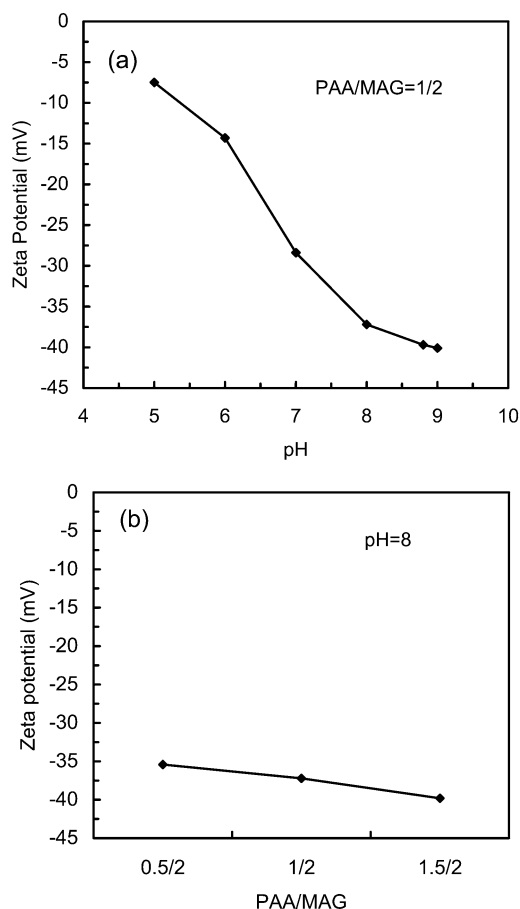 0
-5
(a)
PAA/MAG=1/2
-10
-15
-20
-25
-30
-35
-40
-45
Zeta Potential (mV)
4 5 6 7 8 9 10
pH
0
(b)
-5
pH=8
-10
-15
-20
-25
-30
-35
-40
-45
Zeta potential (mV)
0.5/2 1/2 1.5/2
PAA/MAG